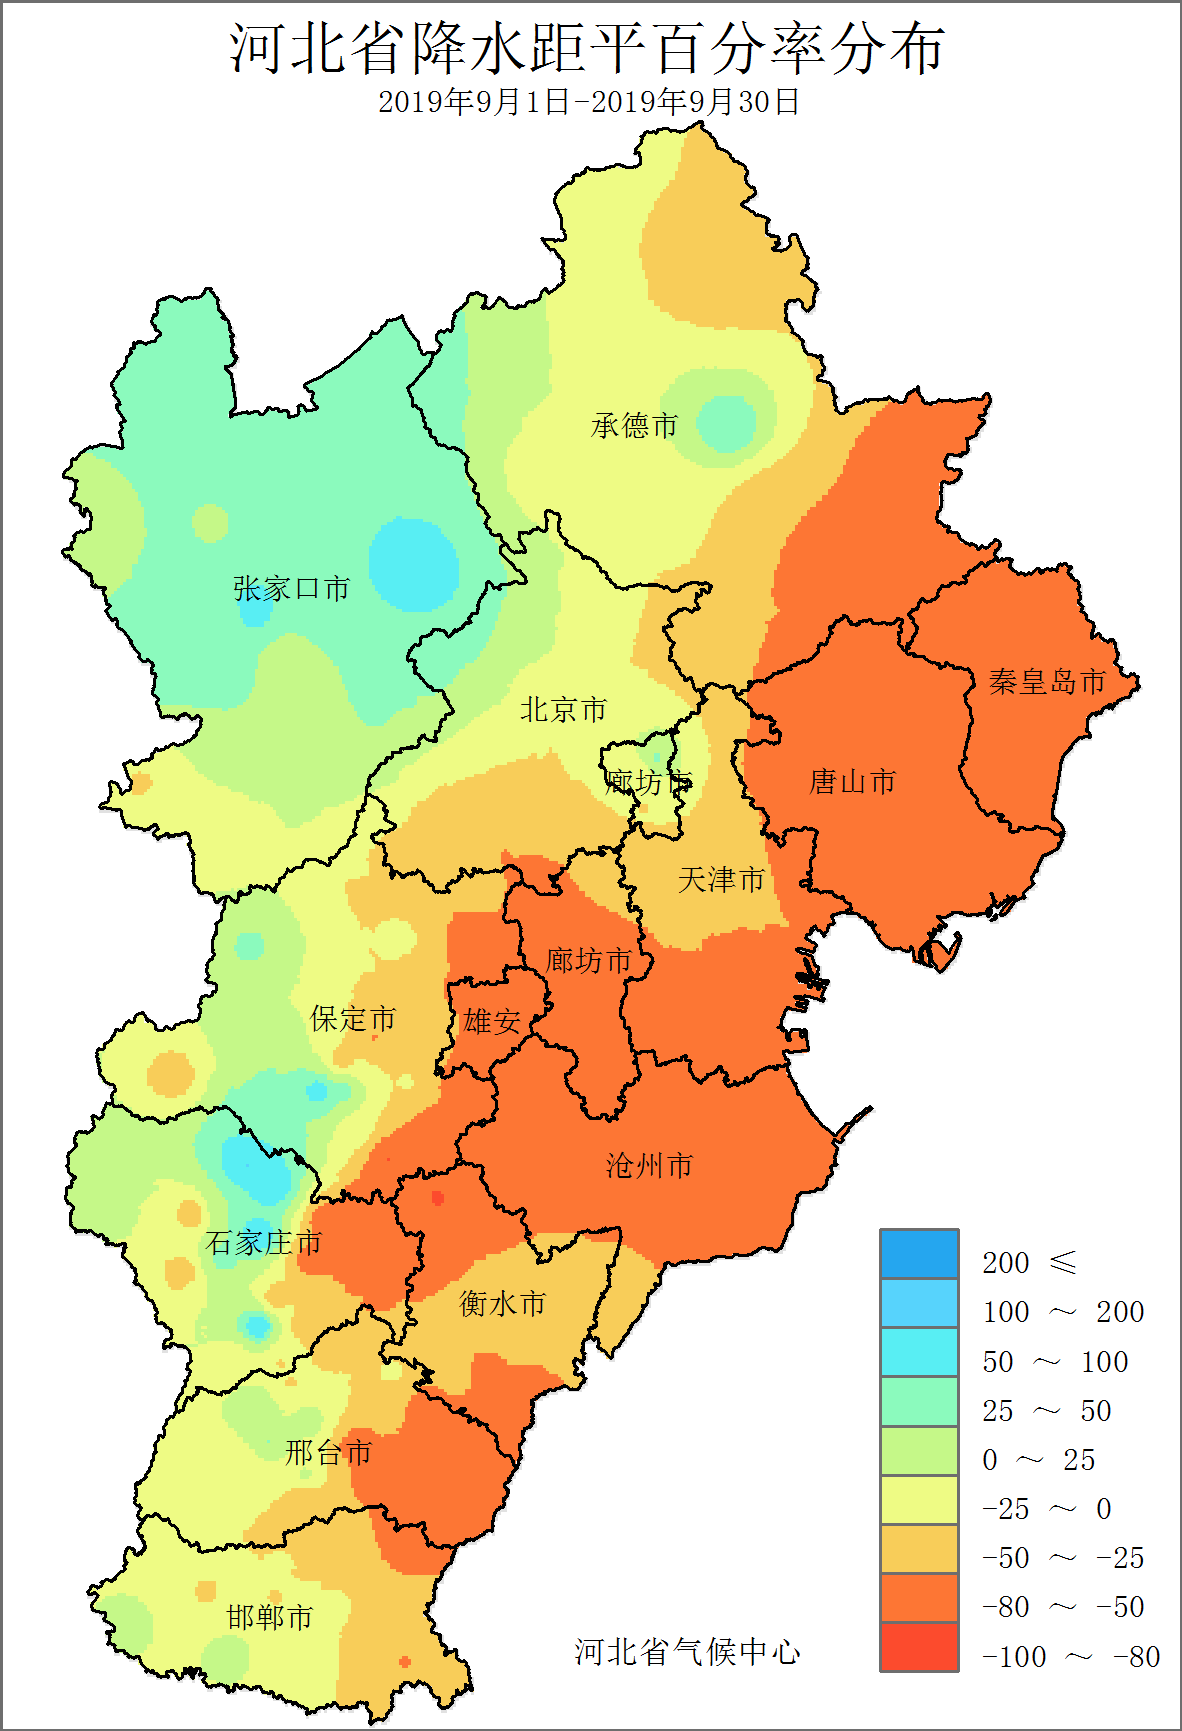 河北省降水距平百分率分布
2019年9月1日-2019年9月30日
承德市
张家口市
秦皇岛市
北京市
廊坊市
唐山市
天津市
廊坊市
保定市
雄安
沧州市
石家庄市
衡水市
邢台市
邯郸市
200 ≤
100 ～ 200
50 ～ 100
25 ～ 50
0 ～ 25
-25 ～ 0
-50 ～ -25
-80 ～ -50
-100 ～ -80
河北省气候中心